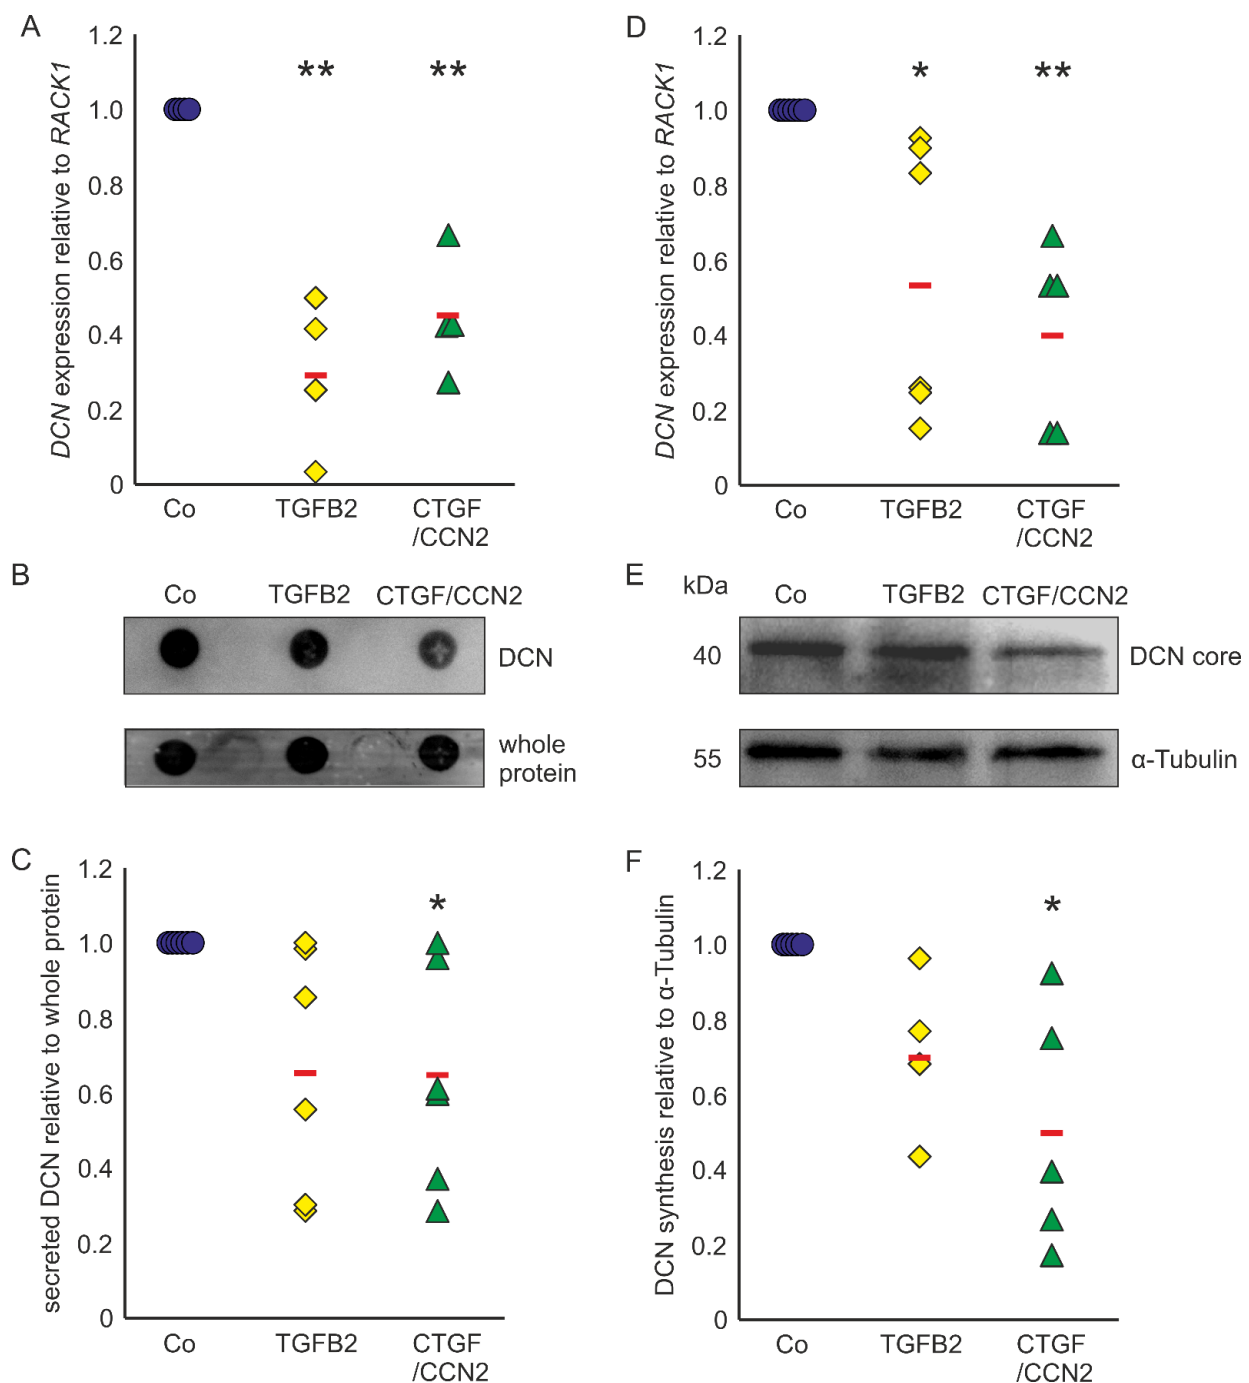 A
DCN expression relative to RACK1
1.2
1.0
0.8
0.6
0.4
0.2
0
**
**
Co
TGFB2
CTGF
/CCN2
D
DCN expression relative to RACK1
1.2
1.0
0.8
0.6
0.4
0.2
0
*
**
Co
TGFB2
CTGF
/CCN2
B
Co TGFB2 CTGF/CCN2
DCN
whole
protein
E
kDa Co TGFB2 CTGF/CCN2
40 DCN core
55 α-Tubulin
C
secreted DCN relative to whole protein
1.2
1.0
0.8
0.6
0.4
0.2
0
*
Co
TGFB2
CTGF
/CCN2
F
DCN synthesis relative to α-Tubulin
1.2
1.0
0.8
0.6
0.4
0.2
0
*
Co
TGFB2
CTGF
/CCN2